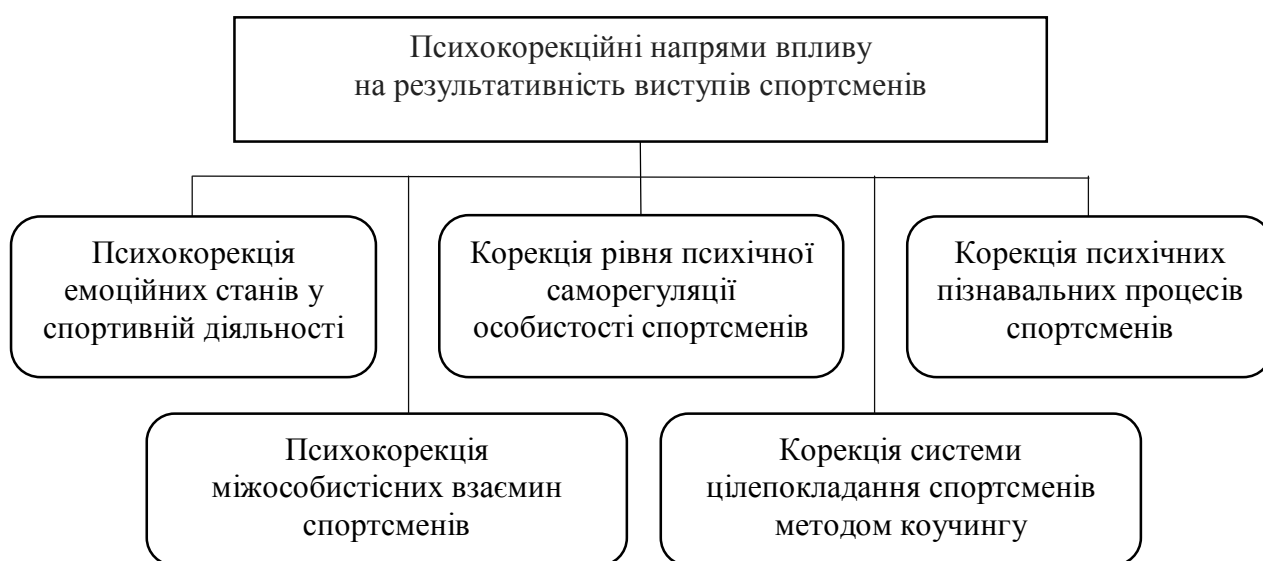 Психокорекційні напрями впливу
на результативність виступів спортсменів
Психокорекція
емоційних станів у
спортивній діяльності
Корекція рівня психічної
саморегуляції
особистості спортсменів
Корекція психічних
пізнавальних процесів
спортсменів
Психокорекція
міжособистісних взаємин
спортсменів
Корекція системи
цілепокладання спортсменів
методом коучингу